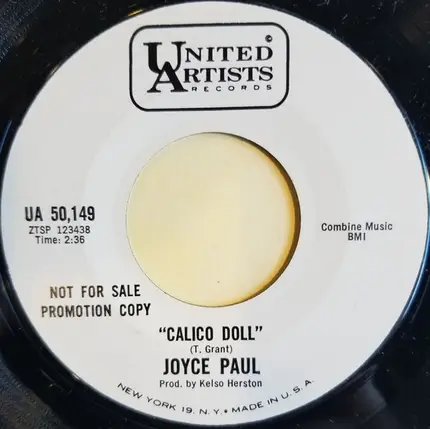 UNITED
ARTISTS
RECORDS
©
UA 50,149
ZTSP 123438
Time: 2:36
Combine Music
BMI
NOT FOR SALE
PROMOTION COPY
"CALICO DOLL"
(T. Grant)
JOYCE PAUL
Prod. by Kelso Herston
NEW YORK 19, N.Y. • MADE IN U.S.A.